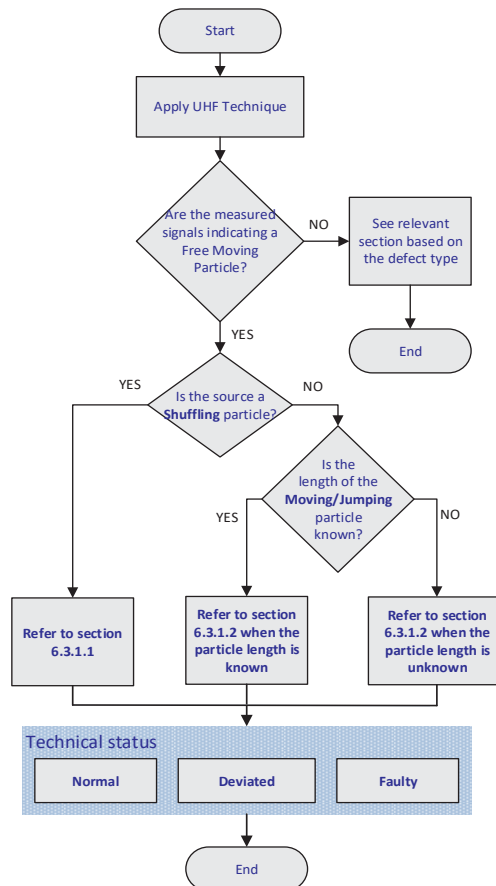 Start
Apply UHF Technique
Are the measured
signals indicating a
Free Moving
Particle?
NO
See relevant
section based on
the defect type
End
YES
YES
Is the source a
Shuffling particle?
NO
Is the
length of the
Moving/Jumping
particle
known?
YES
NO
Refer to section
6.3.1.1
Refer to section
6.3.1.2 when the
particle length is
known
Refer to section
6.3.1.2 when the
particle length is
unknown
Technical status
Normal
Deviated
Faulty
End